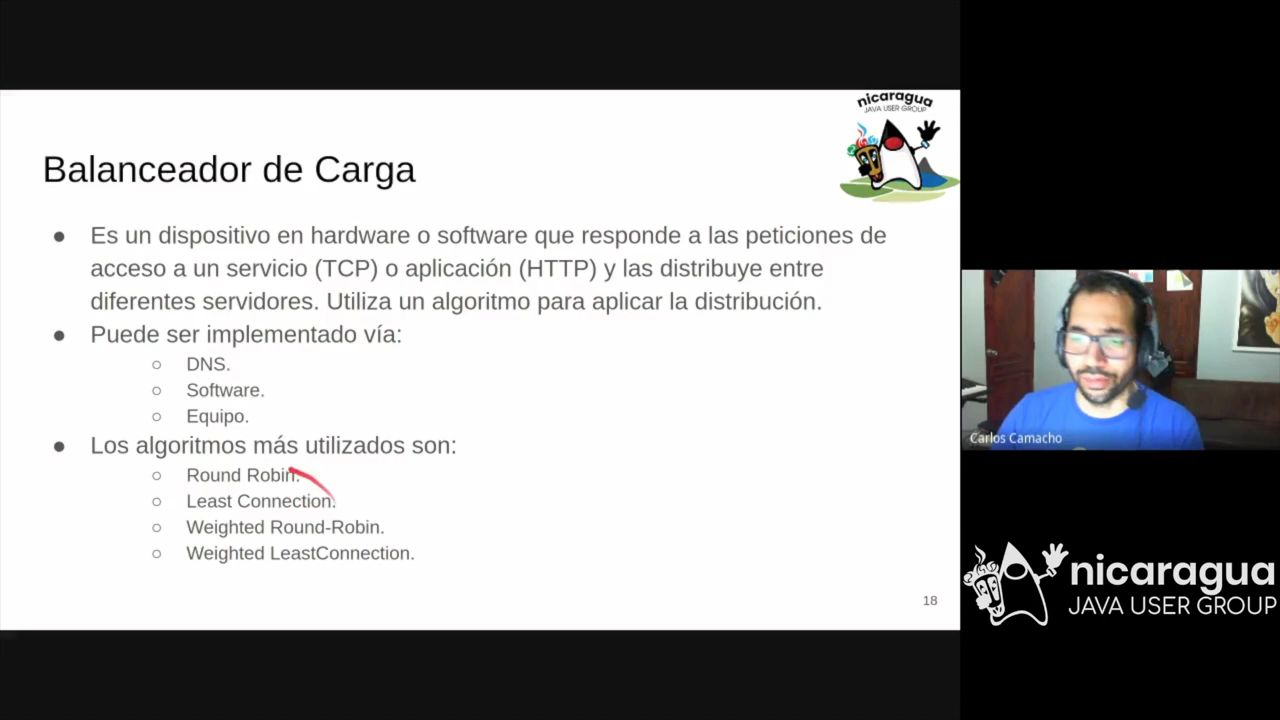 nicaragua
JAVA USER GROUP
Balanceador de Carga
● Es un dispositivo en hardware o software que responde a las peticiones de
acceso a un servicio (TCP) o aplicación (HTTP) y las distribuye entre
diferentes servidores. Utiliza un algoritmo para aplicar la distribución.
● Puede ser implementado vía:
○ DNS.
○ Software.
○ Equipo.
● Los algoritmos más utilizados son:
○ Round Robin.
○ Least Connection.
○ Weighted Round-Robin.
○ Weighted LeastConnection.
18
Carlos Camacho
nicaragua
JAVA USER GROUP